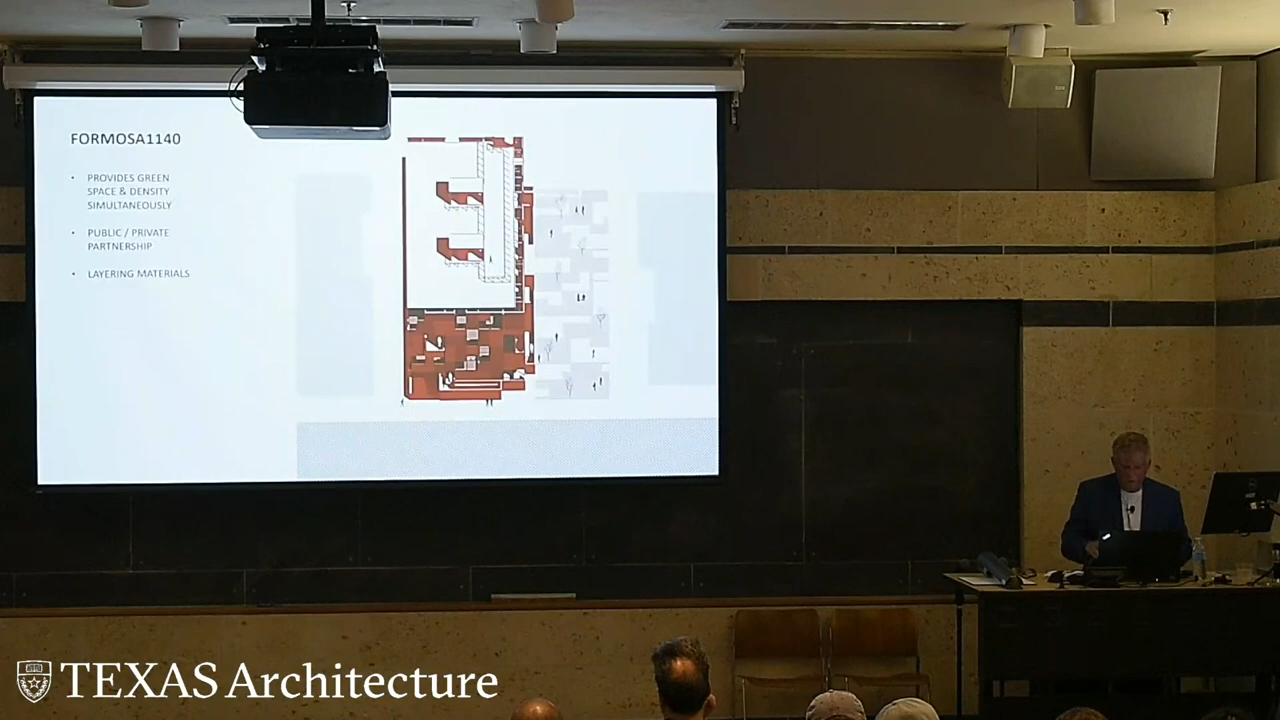 FORMOSA1140
• PROVIDES GREEN
SPACE & DENSITY
SIMULTANEOUSLY
• PUBLIC / PRIVATE
PARTNERSHIP
• LAYERING MATERIALS
TEXAS Architecture